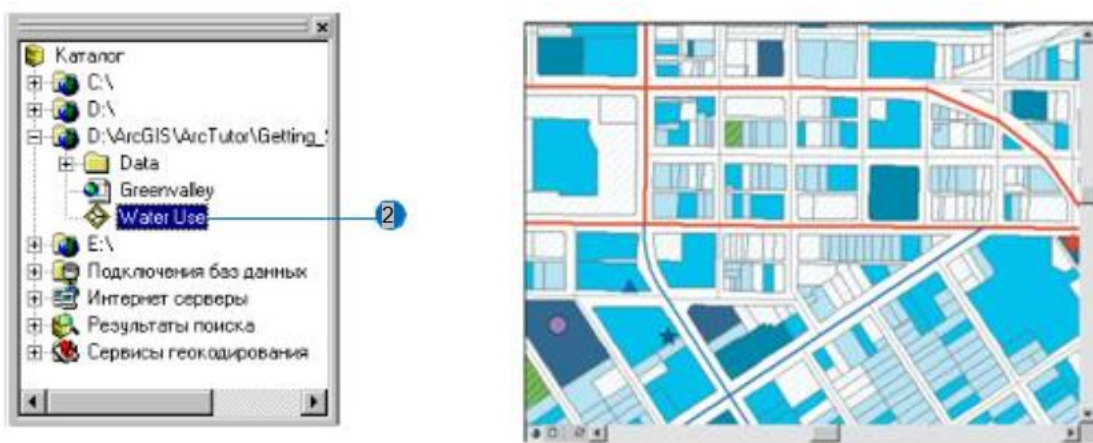 Каталог
C:\
D:\
D:\ArcGIS\ArcTutor\Getting_
Data
Greenvalley
Water Use
2
E:\
Подключения баз данных
Интернет серверы
Результаты поиска
Сервисы геокодирования